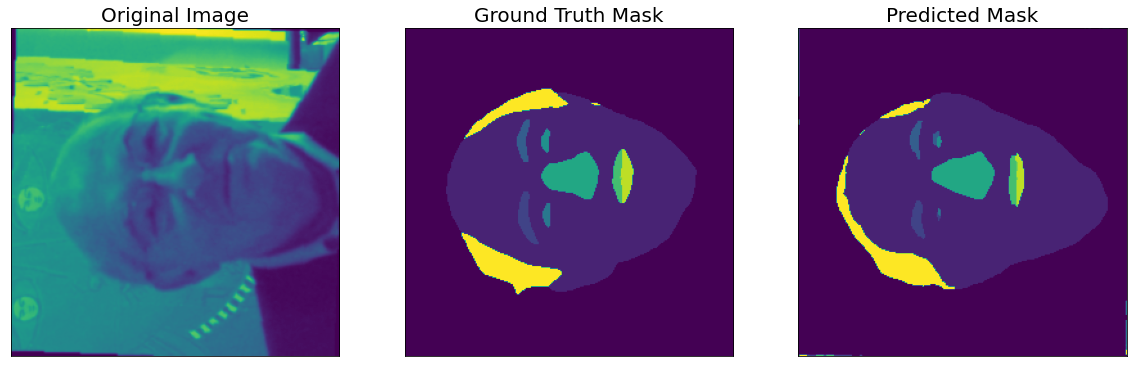 Original Image
Ground Truth Mask
Predicted Mask